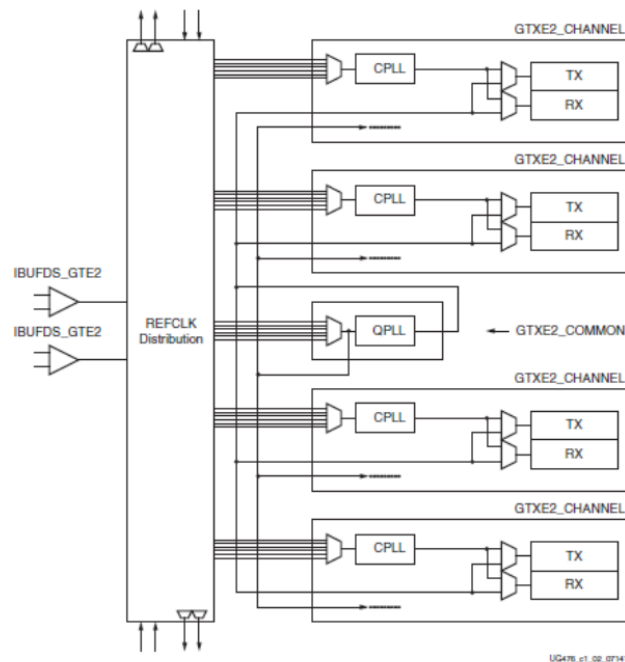 GTXE2_CHANNEL
CPLL
TX
RX
GTXE2_CHANNEL
CPLL
TX
RX
IBUFDS_GTE2
IBUFDS_GTE2
REFCLK
Distribution
QPLL
GTXE2_COMMON
GTXE2_CHANNEL
CPLL
TX
RX
GTXE2_CHANNEL
CPLL
TX
RX